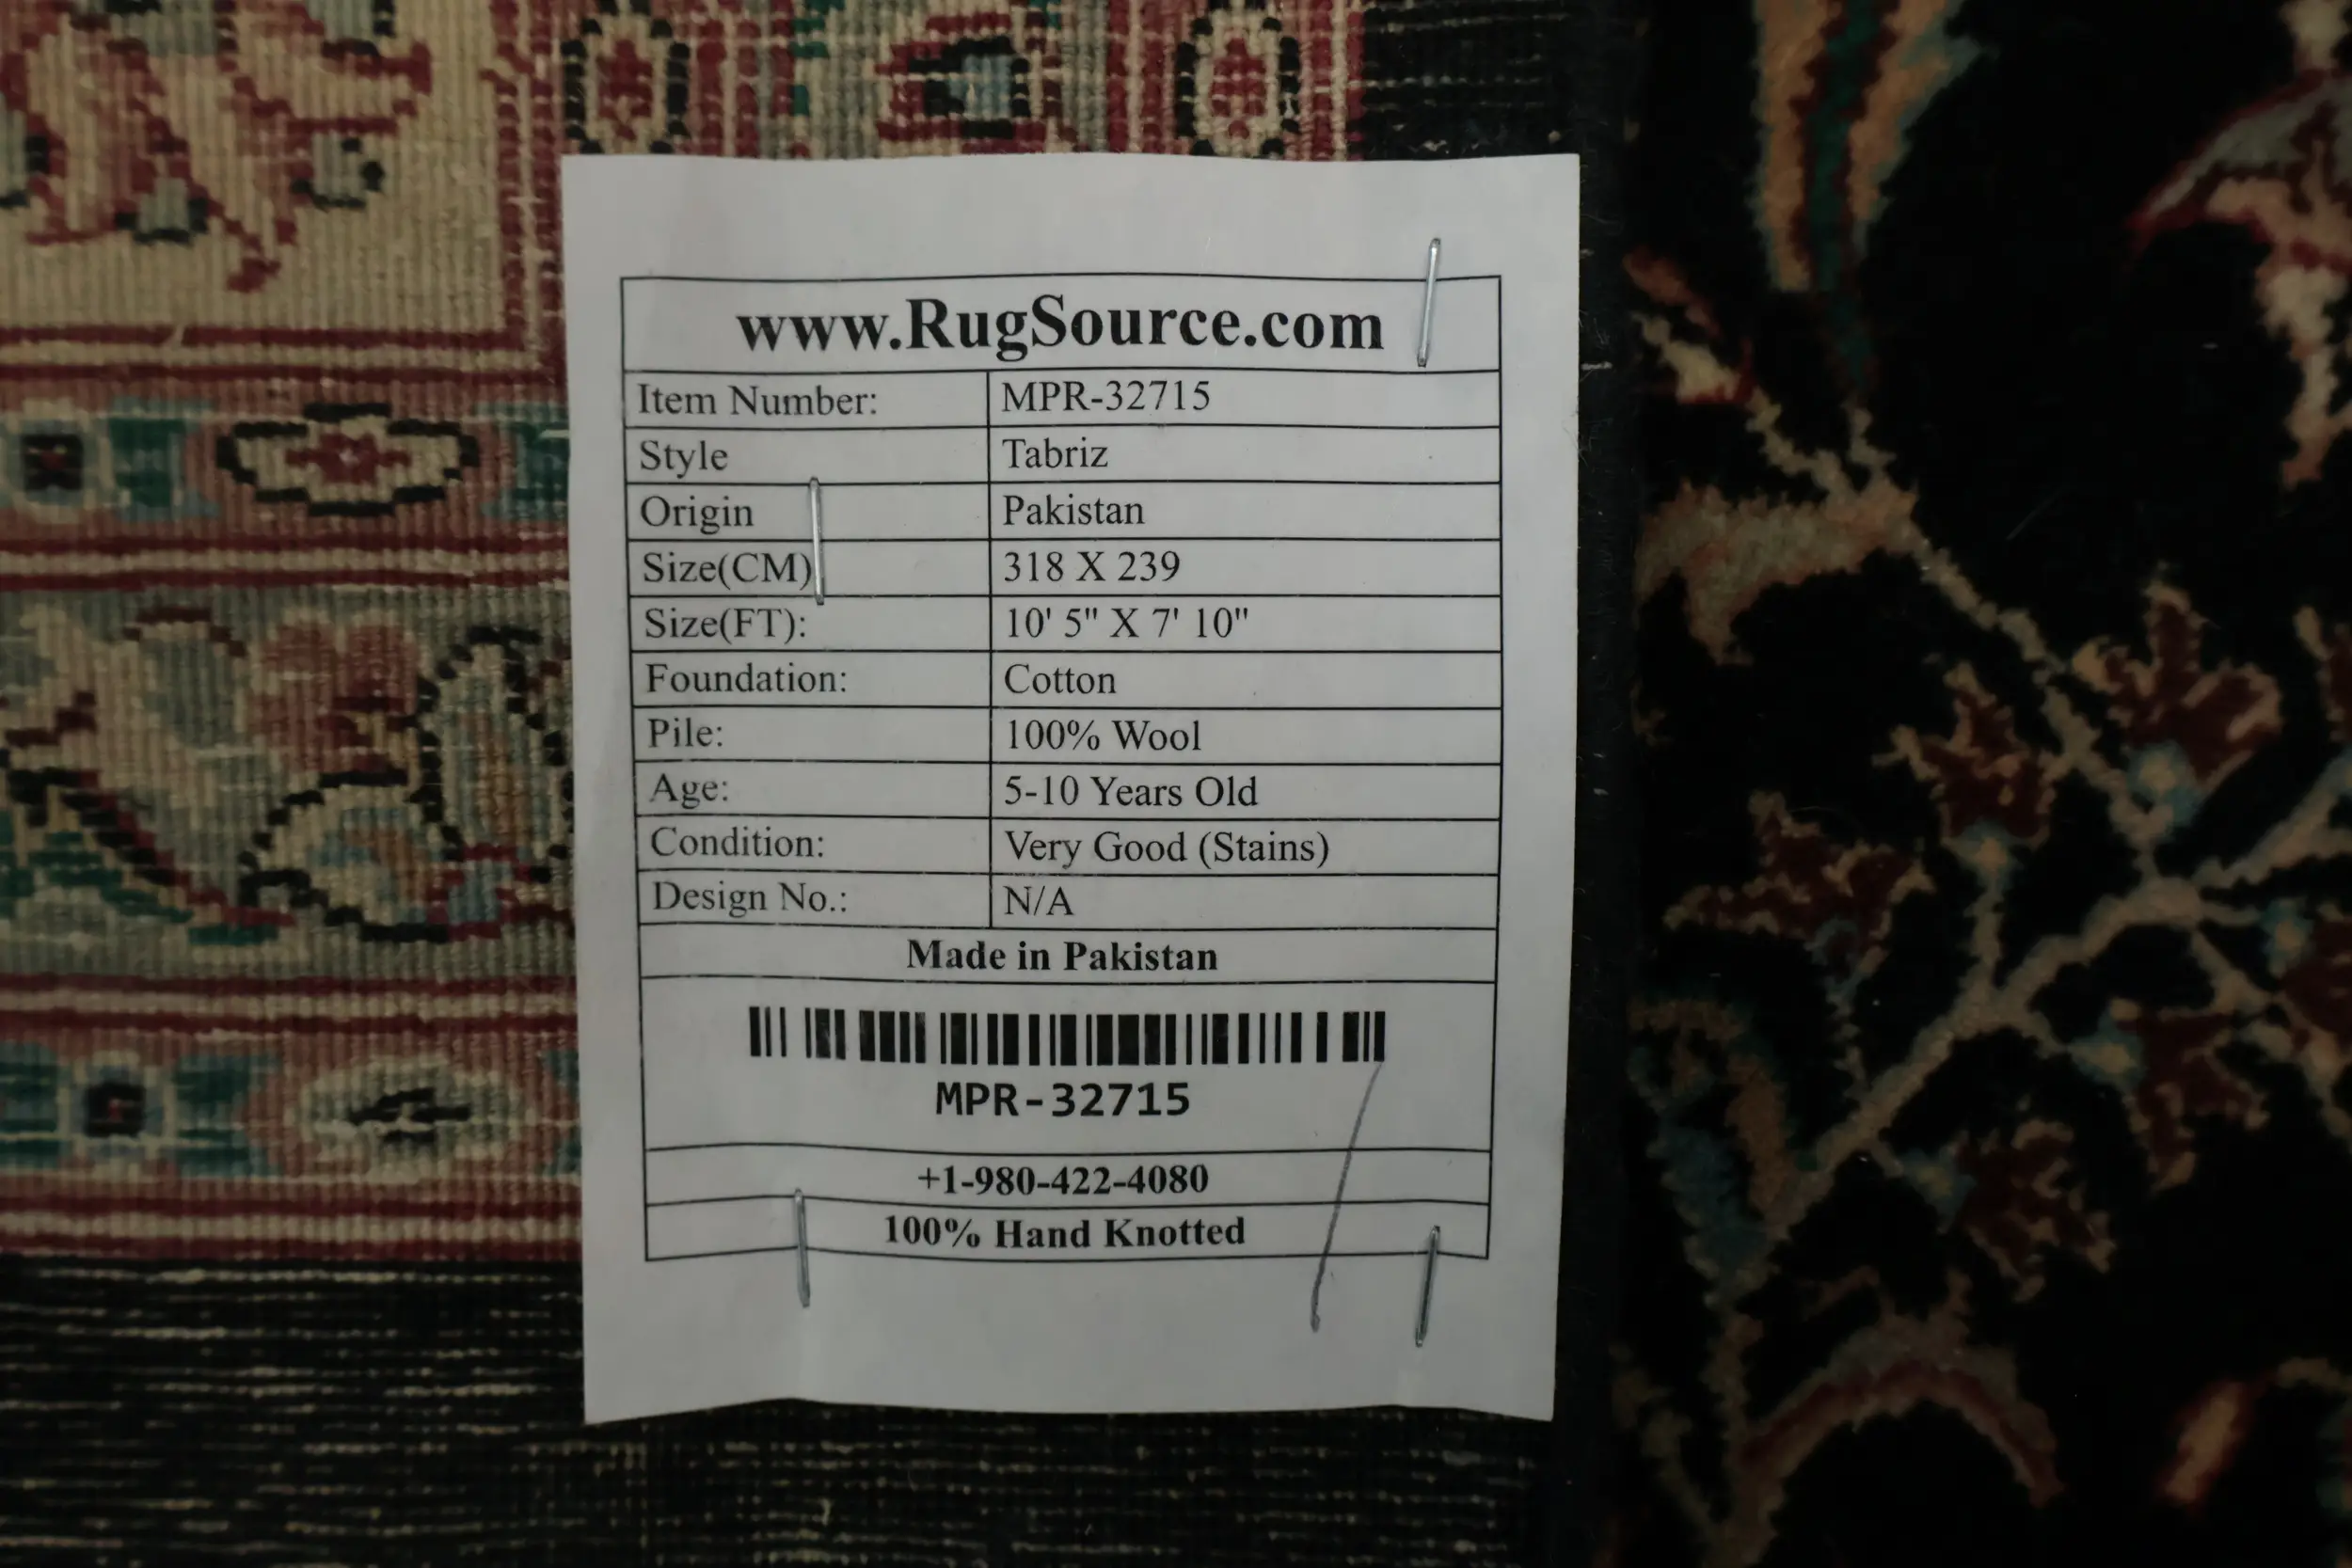 www.RugSource.com
Item Number: MPR-32715
Style Tabriz
Origin Pakistan
Size(CM) 318 X 239
Size(FT): 10' 5" X 7' 10"
Foundation: Cotton
Pile: 100% Wool
Age: 5-10 Years Old
Condition: Very Good (Stains)
Design No.: N/A
Made in Pakistan
MPR-32715
+1-980-422-4080
100% Hand Knotted